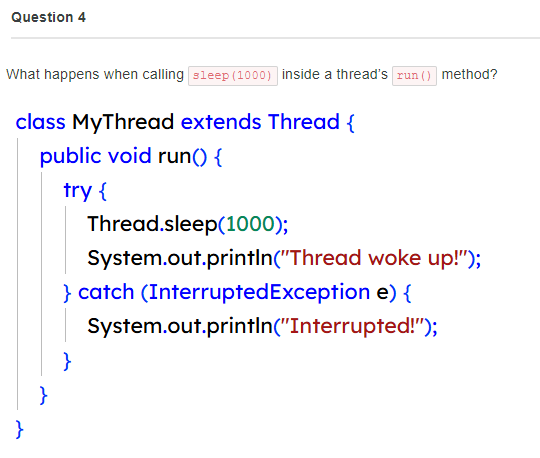 Question 4
What happens when calling sleep(1000) inside a thread's run() method?
class MyThread extends Thread {
public void run() {
try {
Thread.sleep(1000);
System.out.println("Thread woke up!");
} catch (InterruptedException e) {
System.out.println("Interrupted!");
}
}
}